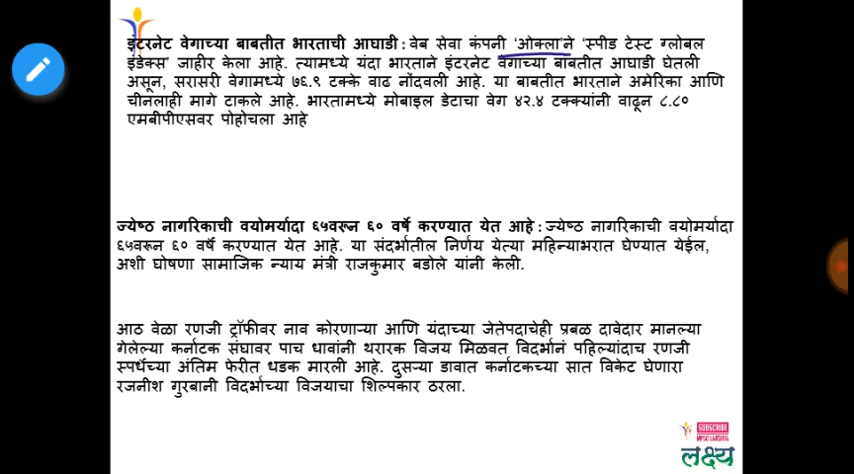 इंटरनेट वेगाच्या बाबतीत भारताची आघाडी : वेब सेवा कंपनी 'ओक्ला'ने 'स्पीड टेस्ट ग्लोबल
इंडेक्स' जाहीर केला आहे. त्यामध्ये यंदा भारताने इंटरनेट वेगाच्या बाबतीत आघाडी घेतली
असून, सरासरी वेगामध्ये ७६.९ टक्के वाढ नोंदवली आहे. या बाबतीत भारताने अमेरिका आणि
चीनलाही मागे टाकले आहे. भारतामध्ये मोबाइल डेटाचा वेग ४२.४ टक्क्यांनी वाढून ८.८०
एमबीपीएसवर पोहोचला आहे
ज्येष्ठ नागरिकाची वयोमर्यादा ६५वरून ६० वर्षे करण्यात येत आहे : ज्येष्ठ नागरिकाची वयोमर्यादा
६५वरून ६० वर्षे करण्यात येत आहे. या संदर्भातील निर्णय येत्या महिन्याभरात घेण्यात येईल,
अशी घोषणा सामाजिक न्याय मंत्री राजकुमार बडोले यांनी केली.
आठ वेळा रणजी ट्रॉफीवर नाव कोरणाऱ्या आणि यंदाच्या जेतेपदाचेही प्रबळ दावेदार मानल्या
गेलेल्या कर्नाटक संघावर पाच धावांनी थरारक विजय मिळवत विदर्भानं पहिल्यांदाच रणजी
स्पर्धेच्या अंतिम फेरीत धडक मारली आहे. दुसऱ्या डावात कर्नाटकच्या सात विकेट घेणारा
रजनीश गुरबानी विदर्भाच्या विजयाचा शिल्पकार ठरला.
SUBSCRIBE
लक्ष्य